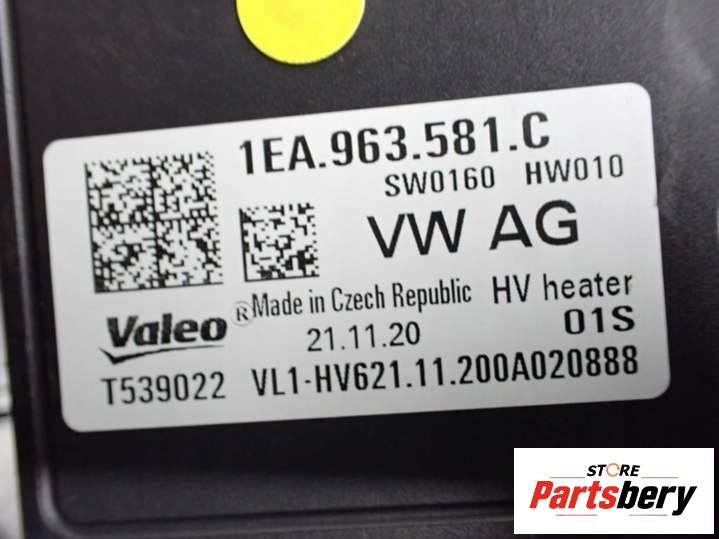 1EA.963.581.C
SW0160 HW010
VW AG
Valeo ® Made in Czech Republic HV heater
21.11.20 01S
T539022 VL1-HV621.11.200A020888
STORE
Partsbery